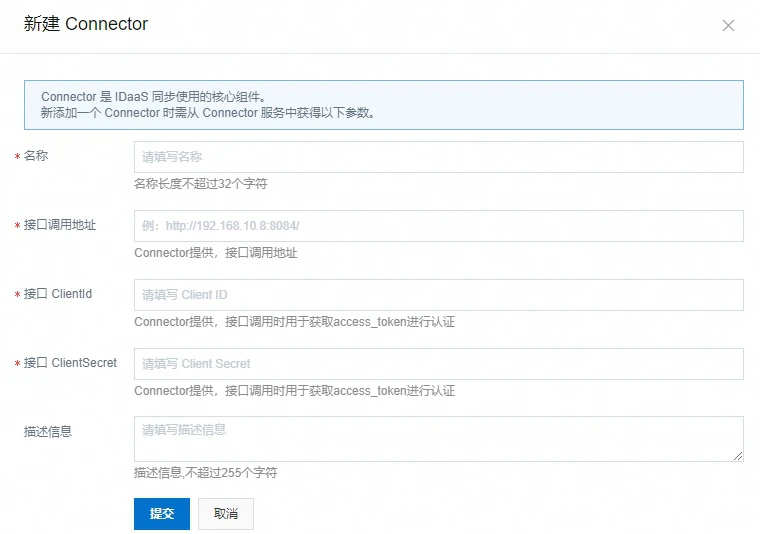 新建 Connector
Connector 是 IDaaS 同步使用的核心组件。
新添加一个 Connector 时需从 Connector 服务中获得以下参数。
* 名称
请填写名称
名称长度不超过32个字符
* 接口调用地址
例：http://192.168.10.8:8084/
Connector提供，接口调用地址
* 接口 ClientId
请填写 Client ID
Connector提供，接口调用时用于获取access_token进行认证
* 接口 ClientSecret
请填写 Client Secret
Connector提供，接口调用时用于获取access_token进行认证
描述信息
请填写描述信息
描述信息,不超过255个字符
提交 取消